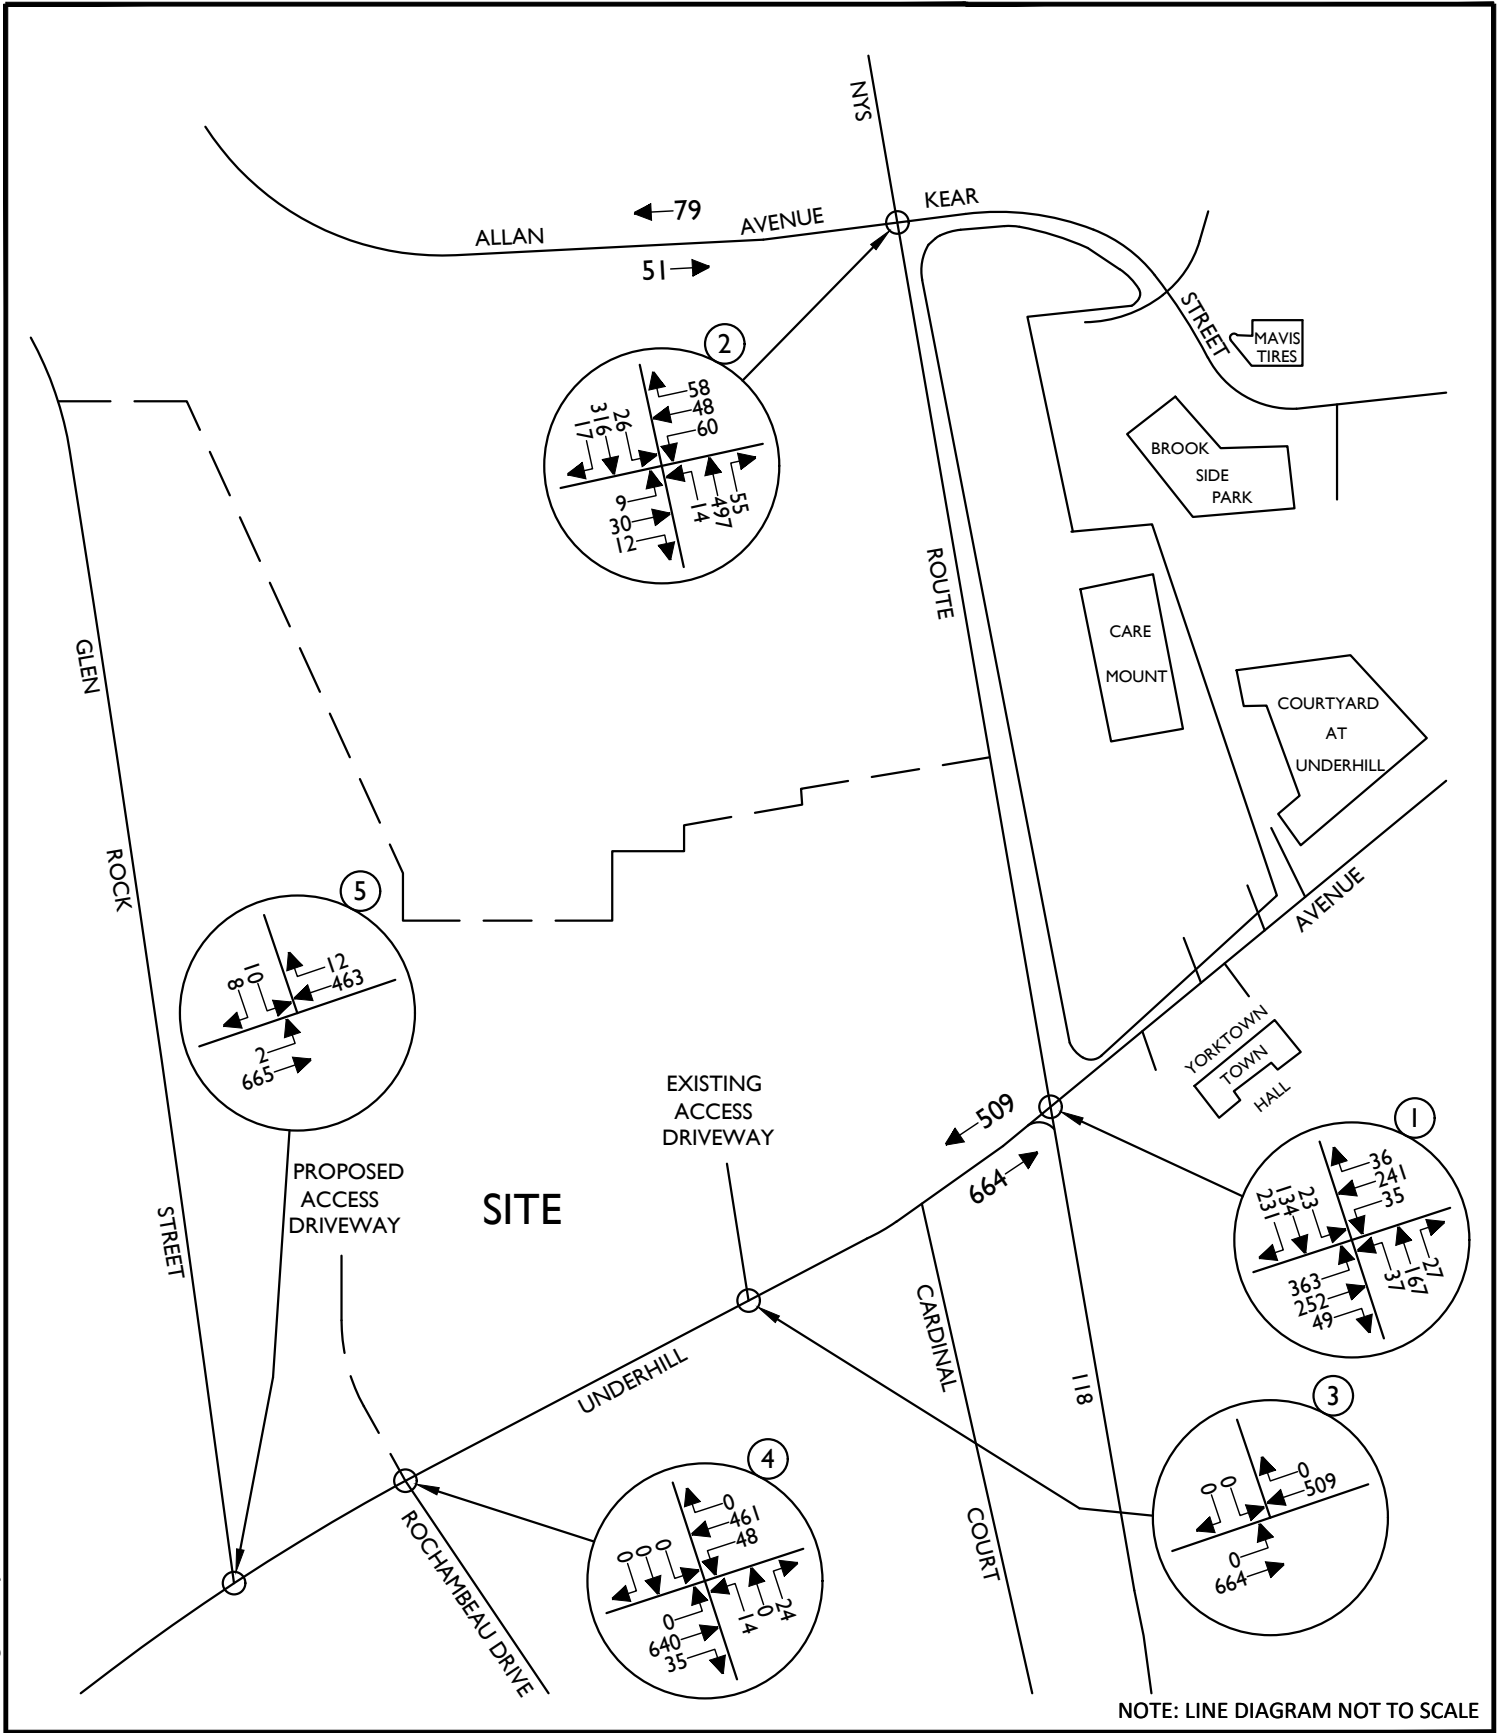 NYS
KEAR
79
ALLAN
AVENUE
51
STREET
MAVIS
TIRES
2
58
48
60
17
316
26
9
30
12
14
497
55
BROOK
SIDE
PARK
ROUTE
CARE
MOUNT
GLEN
COURTYARD
AT
UNDERHILL
ROCK
AVENUE
5
12
463
8
10
2
665
YORKTOWN
TOWN
HALL
EXISTING
ACCESS
DRIVEWAY
509
664
1
36
241
35
231
134
23
363
252
49
37
167
27
PROPOSED
ACCESS
DRIVEWAY
SITE
STREET
CARDINAL
UNDERHILL
118
3
0
509
0
0
0
664
4
0
461
48
0
0
0
0
640
35
14
0
24
COURT
ROCHAMBEAU DRIVE
NOTE: LINE DIAGRAM NOT TO SCALE